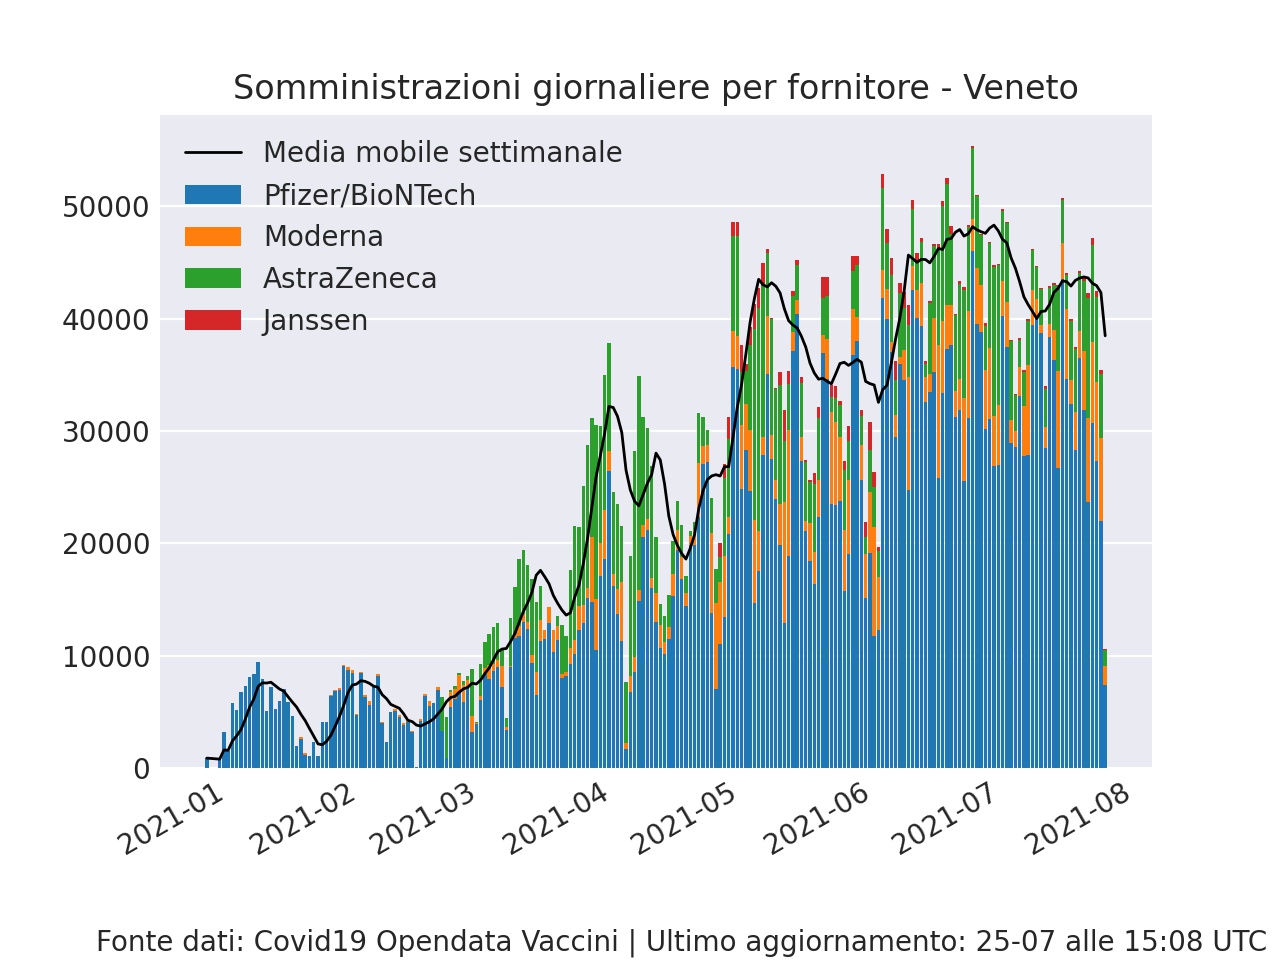 Somministrazioni giornaliere per fornitore - Veneto
Media mobile settimanale
Pfizer/BioNTech
Moderna
AstraZeneca
Janssen
50000
40000
30000
20000
10000
0
2021-01
2021-02
2021-03
2021-04
2021-05
2021-06
2021-07
2021-08
Fonte dati: Covid19 Opendata Vaccini | Ultimo aggiornamento: 25-07 alle 15:08 UTC